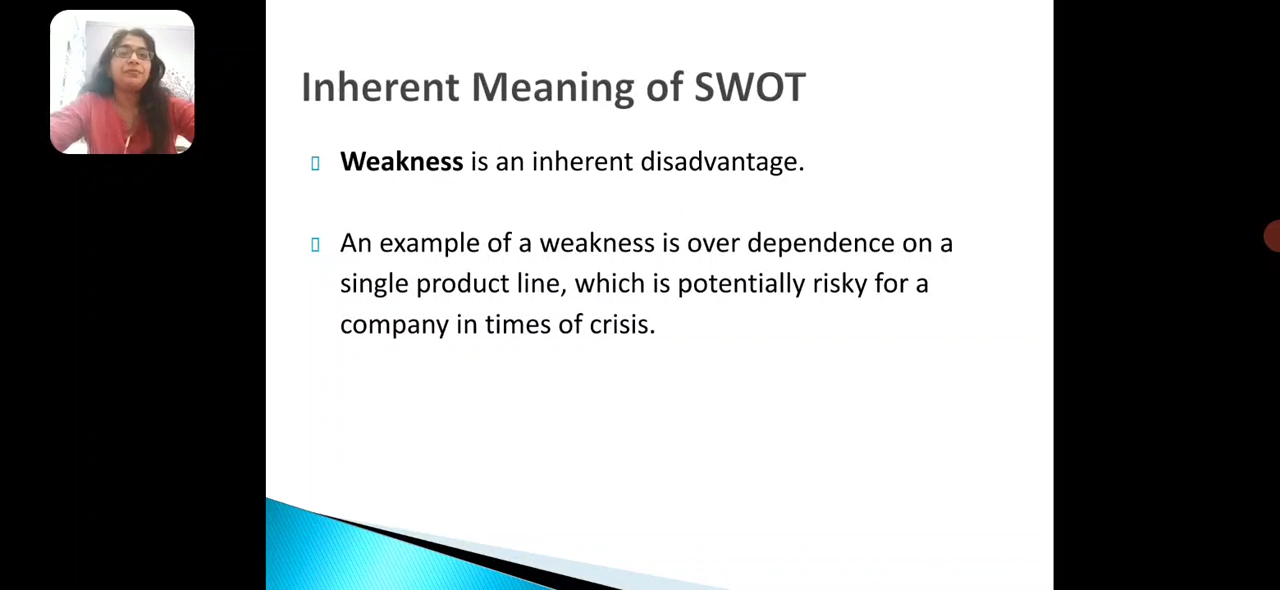 Inherent Meaning of SWOT
Weakness is an inherent disadvantage.
An example of a weakness is over dependence on a
single product line, which is potentially risky for a
company in times of crisis.